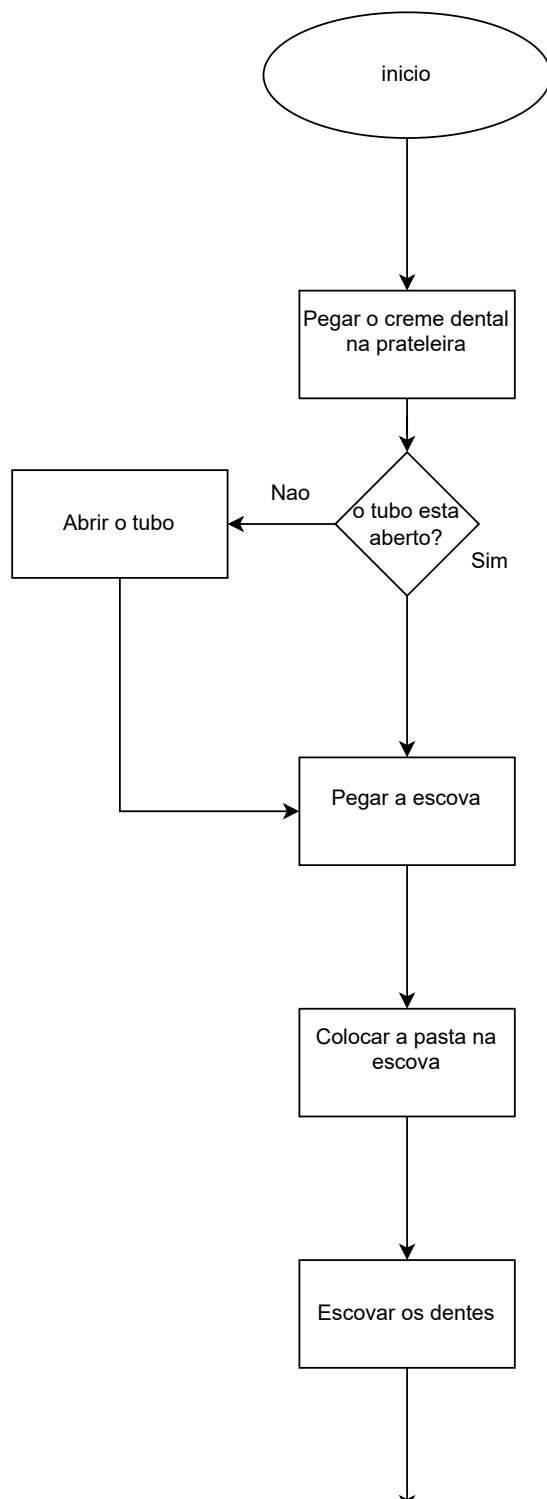 inicio
Pegar o creme dental
na prateleira
Nao
o tubo esta
aberto?
Abrir o tubo
Sim
Pegar a escova
Colocar a pasta na
escova
Escovar os dentes